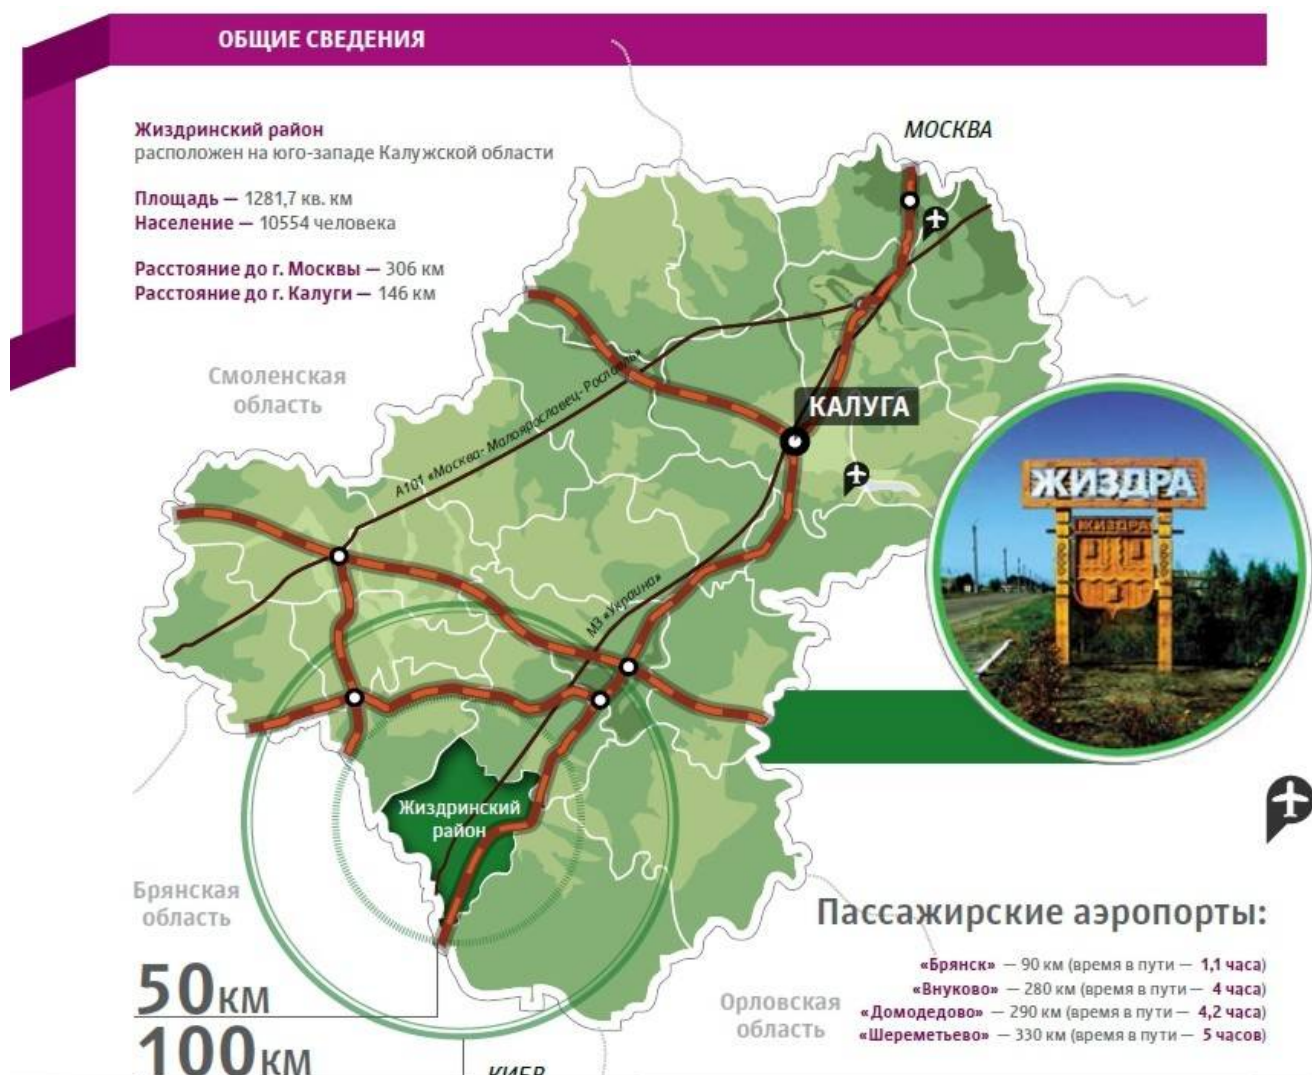 ОБЩИЕ СВЕДЕНИЯ
Жиздринский район
расположен на юго-западе Калужской области
Площадь — 1281,7 кв. км
Население — 10554 человека
Расстояние до г. Москвы — 306 км
Расстояние до г. Калуги — 146 км
МОСКВА
Смоленская
область
А101 «Москва- Малоярославец- Рославль»
КАЛУГА
ЖИЗДРА
ЖИЗДРА
М3 «Украина»
Жиздринский
район
Брянская
область
50км
100км
КИЕВ
Орловская
область
Пассажирские аэропорты:
«Брянск» — 90 км (время в пути — 1,1 часа)
«Внуково» — 280 км (время в пути — 4 часа)
«Домодедово» — 290 км (время в пути — 4,2 часа)
«Шереметьево» — 330 км (время в пути — 5 часов)